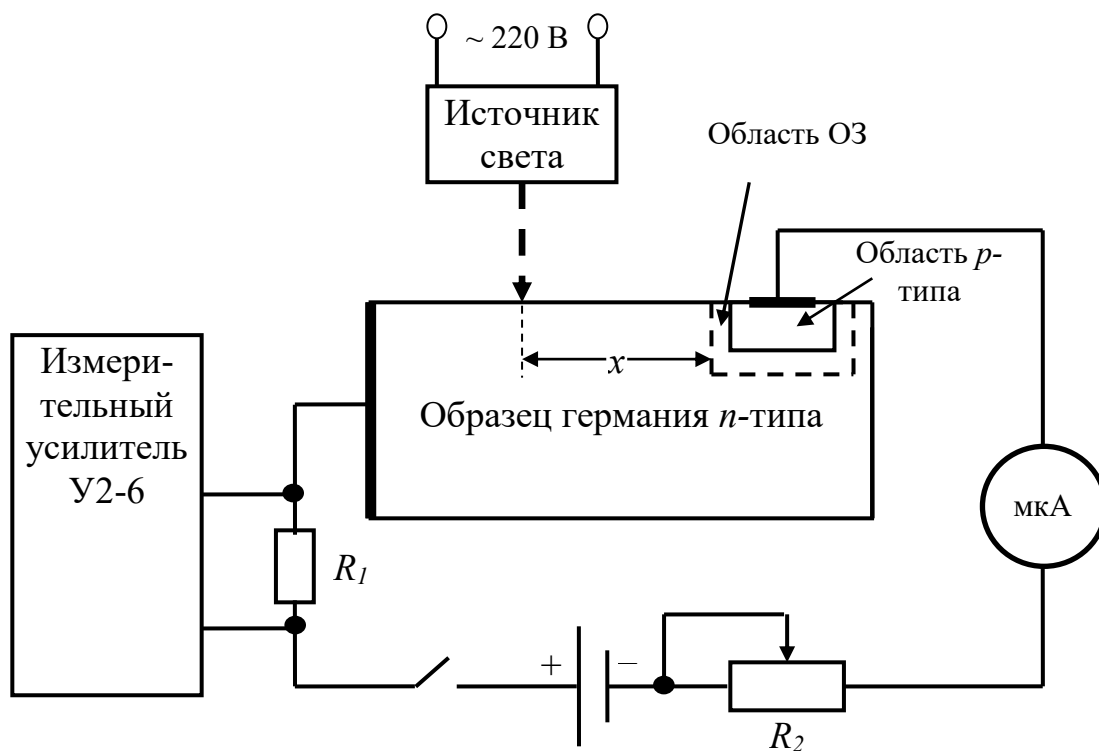 ~ 220 В
Источник
света
Область ОЗ
Область p-
типа
x
Образец германия n-типа
Измери-
тельный
усилитель
У2-6
R1
мкА
+
–
R2